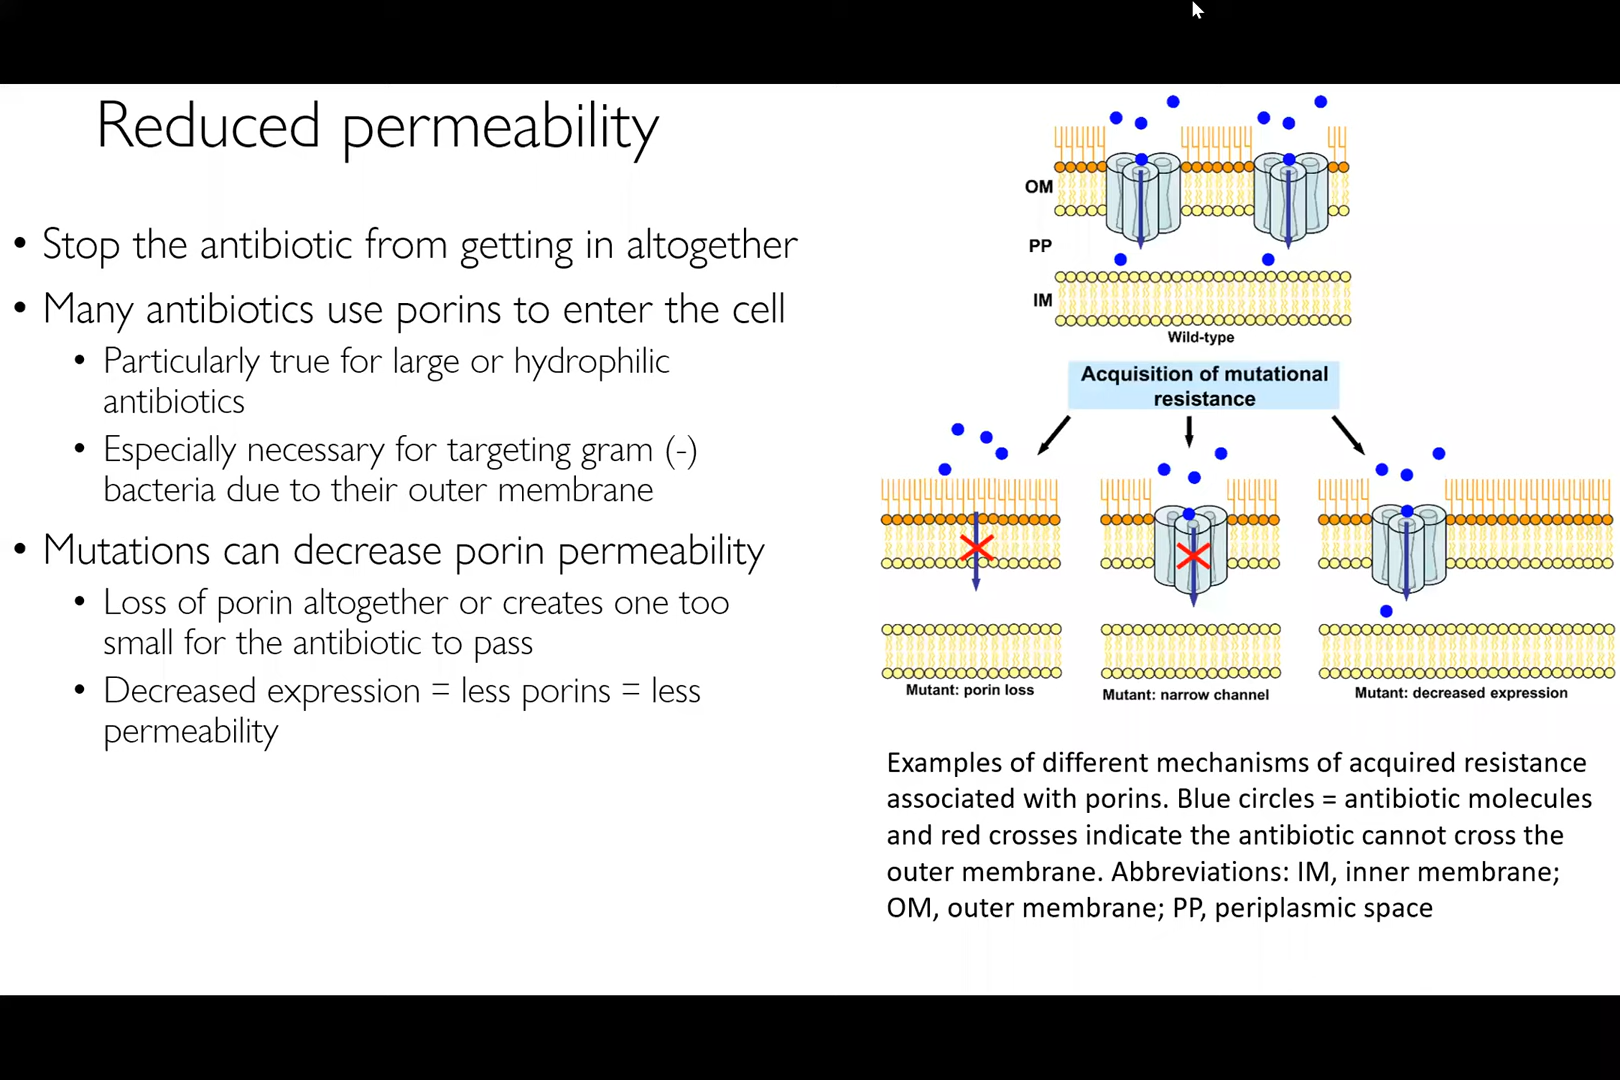 Reduced permeability
• Stop the antibiotic from getting in altogether
• Many antibiotics use porins to enter the cell
• Particularly true for large or hydrophilic
antibiotics
• Especially necessary for targeting gram (-)
bacteria due to their outer membrane
• Mutations can decrease porin permeability
• Loss of porin altogether or creates one too
small for the antibiotic to pass
• Decreased expression = less porins = less
permeability
OM
PP
IM
Wild-type
Acquisition of mutational
resistance
Mutant: porin loss
Mutant: narrow channel
Mutant: decreased expression
Examples of different mechanisms of acquired resistance
associated with porins. Blue circles = antibiotic molecules
and red crosses indicate the antibiotic cannot cross the
outer membrane. Abbreviations: IM, inner membrane;
OM, outer membrane; PP, periplasmic space